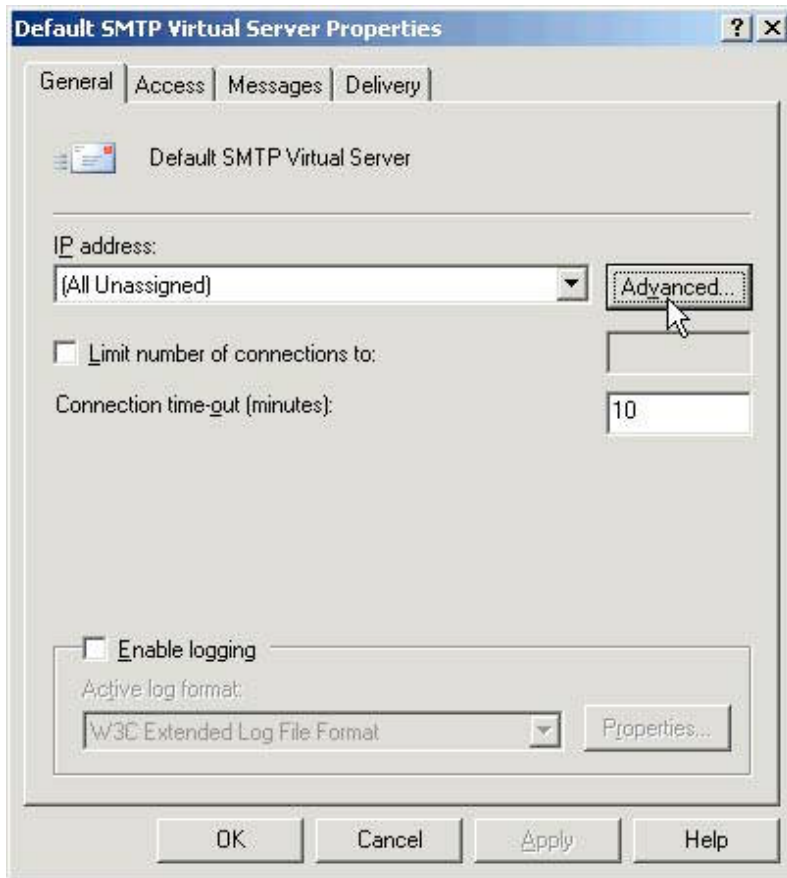 Default SMTP Virtual Server Properties
General Access Messages Delivery
Default SMTP Virtual Server
IP address:
(All Unassigned) Advanced...
Limit number of connections to:
Connection time-out (minutes): 10
Enable logging
Active log format:
W3C Extended Log File Format Properties...
OK Cancel Apply Help